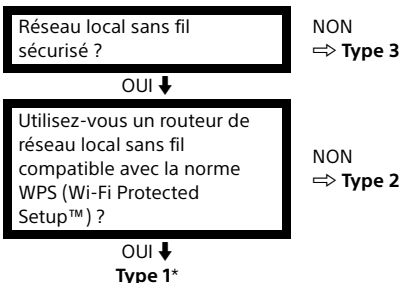 Réseau local sans fil
sécurisé ?
NON
⇨ Type 3
OUI ⬇
Utilisez-vous un routeur de
réseau local sans fil
compatible avec la norme
WPS (Wi-Fi Protected
Setup™) ?
NON
⇨ Type 2
OUI ⬇
Type 1*